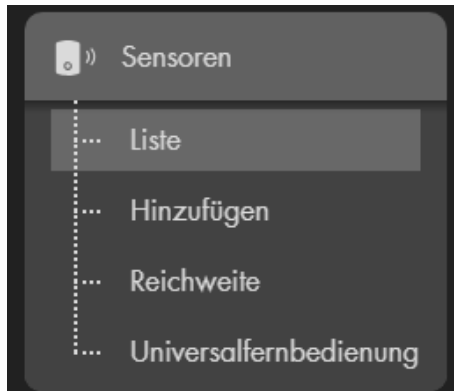 Sensoren
Liste
Hinzufügen
Reichweite
Universalfernbedienung